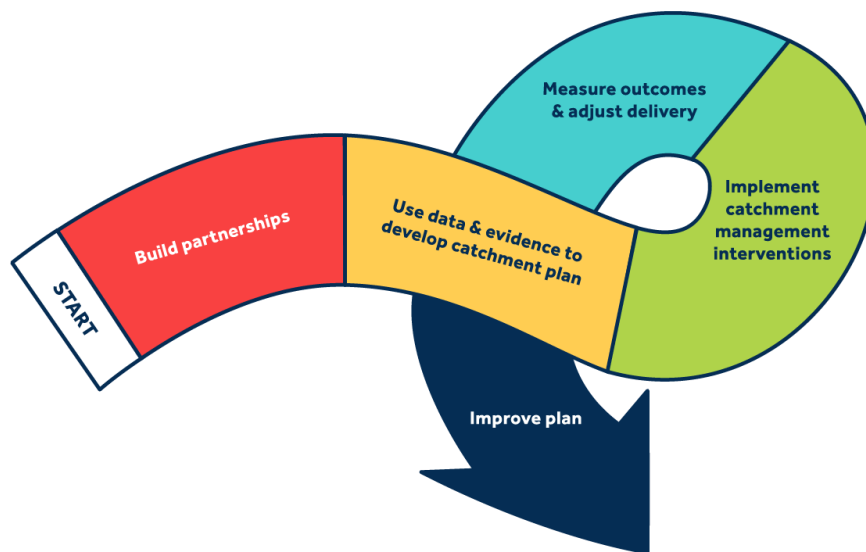 START
Build partnerships
Use data & evidence to
develop catchment plan
Implement
catchment
management
interventions
Measure outcomes
& adjust delivery
Improve plan